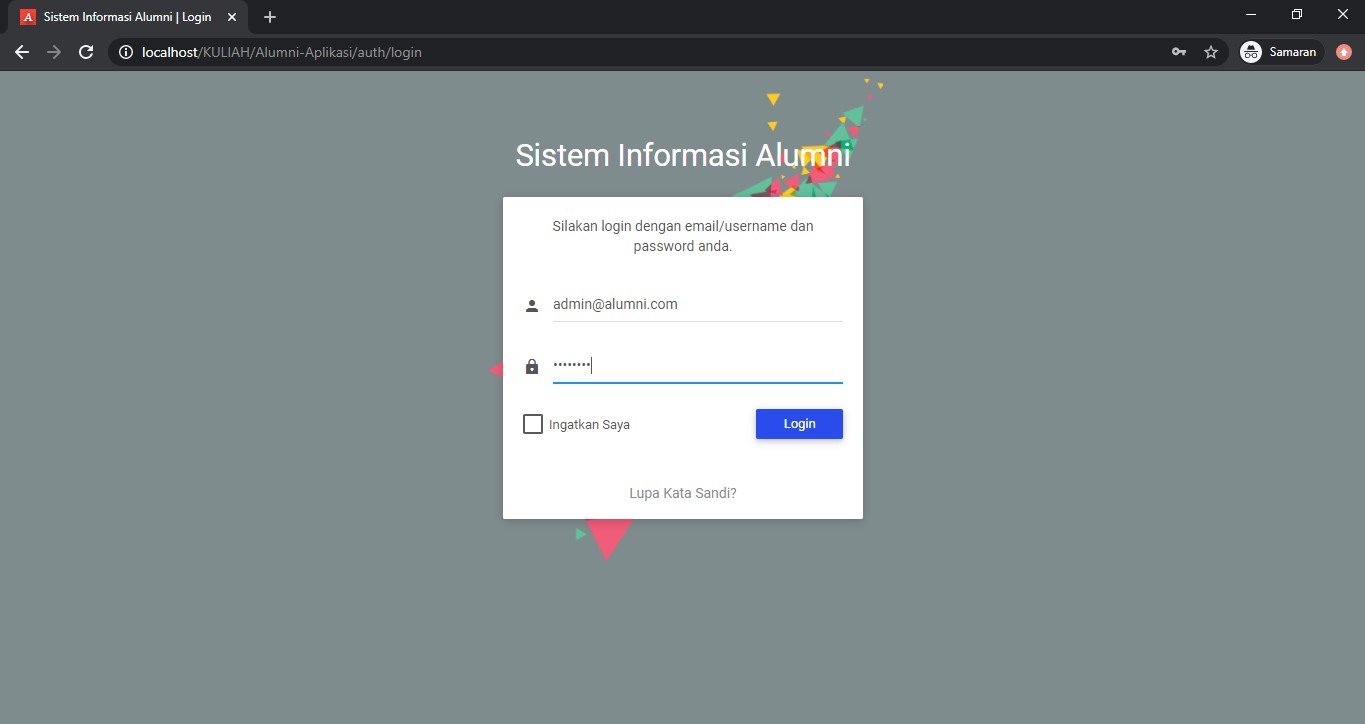 Sistem Informasi Alumni | Login
localhost/KULIAH/Alumni-Aplikasi/auth/login
Samaran
Sistem Informasi Alumni
Silakan login dengan email/username dan
password anda.
admin@alumni.com
••••••••
Ingatkan Saya
Login
Lupa Kata Sandi?